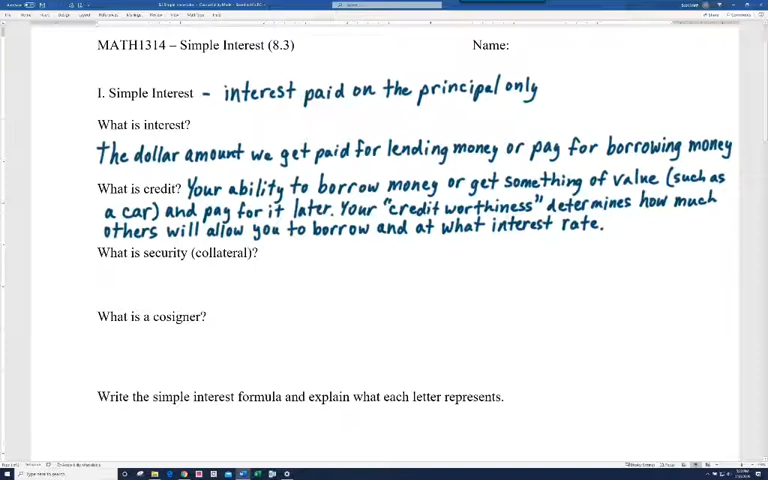 MATH1314 – Simple Interest (8.3) Name:
I. Simple Interest - interest paid on the principal only
What is interest?
The dollar amount we get paid for lending money or pay for borrowing money
What is credit? Your ability to borrow money or get something of value (such as
a car) and pay for it later. Your "credit worthiness" determines how much
others will allow you to borrow and at what interest rate.
What is security (collateral)?
What is a cosigner?
Write the simple interest formula and explain what each letter represents.